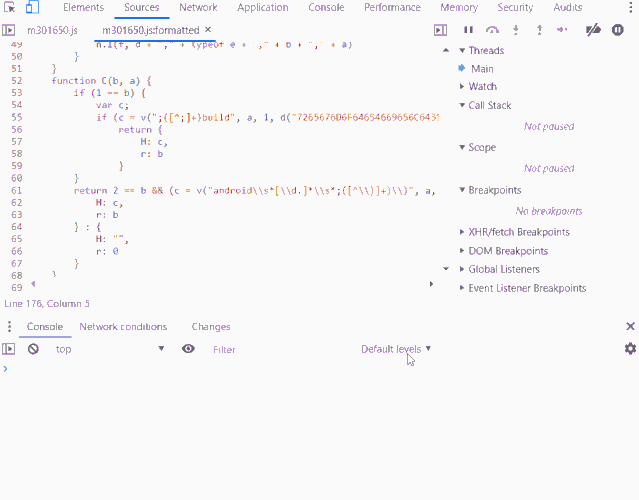 Elements Sources Network Application Console Performance Memory Security Audits
m301650.js m301650.js:formatted ×
49 n.I(f, d + "," + typeof e + "," + b + "," + a)
50 }
51 }
52 function C(b, a) {
53 if (1 == b) {
54 var c;
55 if (c = v(";([^;]+)build", a, 1, d("7265676D6F64654669656C6431
56 return {
57 H: c,
58 r: b
59 }
60 }
61 return 2 == b && (c = v("android\\s*[\\d.]*\\s*;([^\\)]+)\\)", a,
62 H: c,
63 r: b
64 } : {
65 H: "",
66 r: 0
67 }
68 }
69
Line 176, Column 5
Threads
Main
Watch
Call Stack
Not paused
Scope
Not paused
Breakpoints
No breakpoints
XHR/fetch Breakpoints
DOM Breakpoints
Global Listeners
Event Listener Breakpoints
Console Network conditions Changes
top Filter Default levels